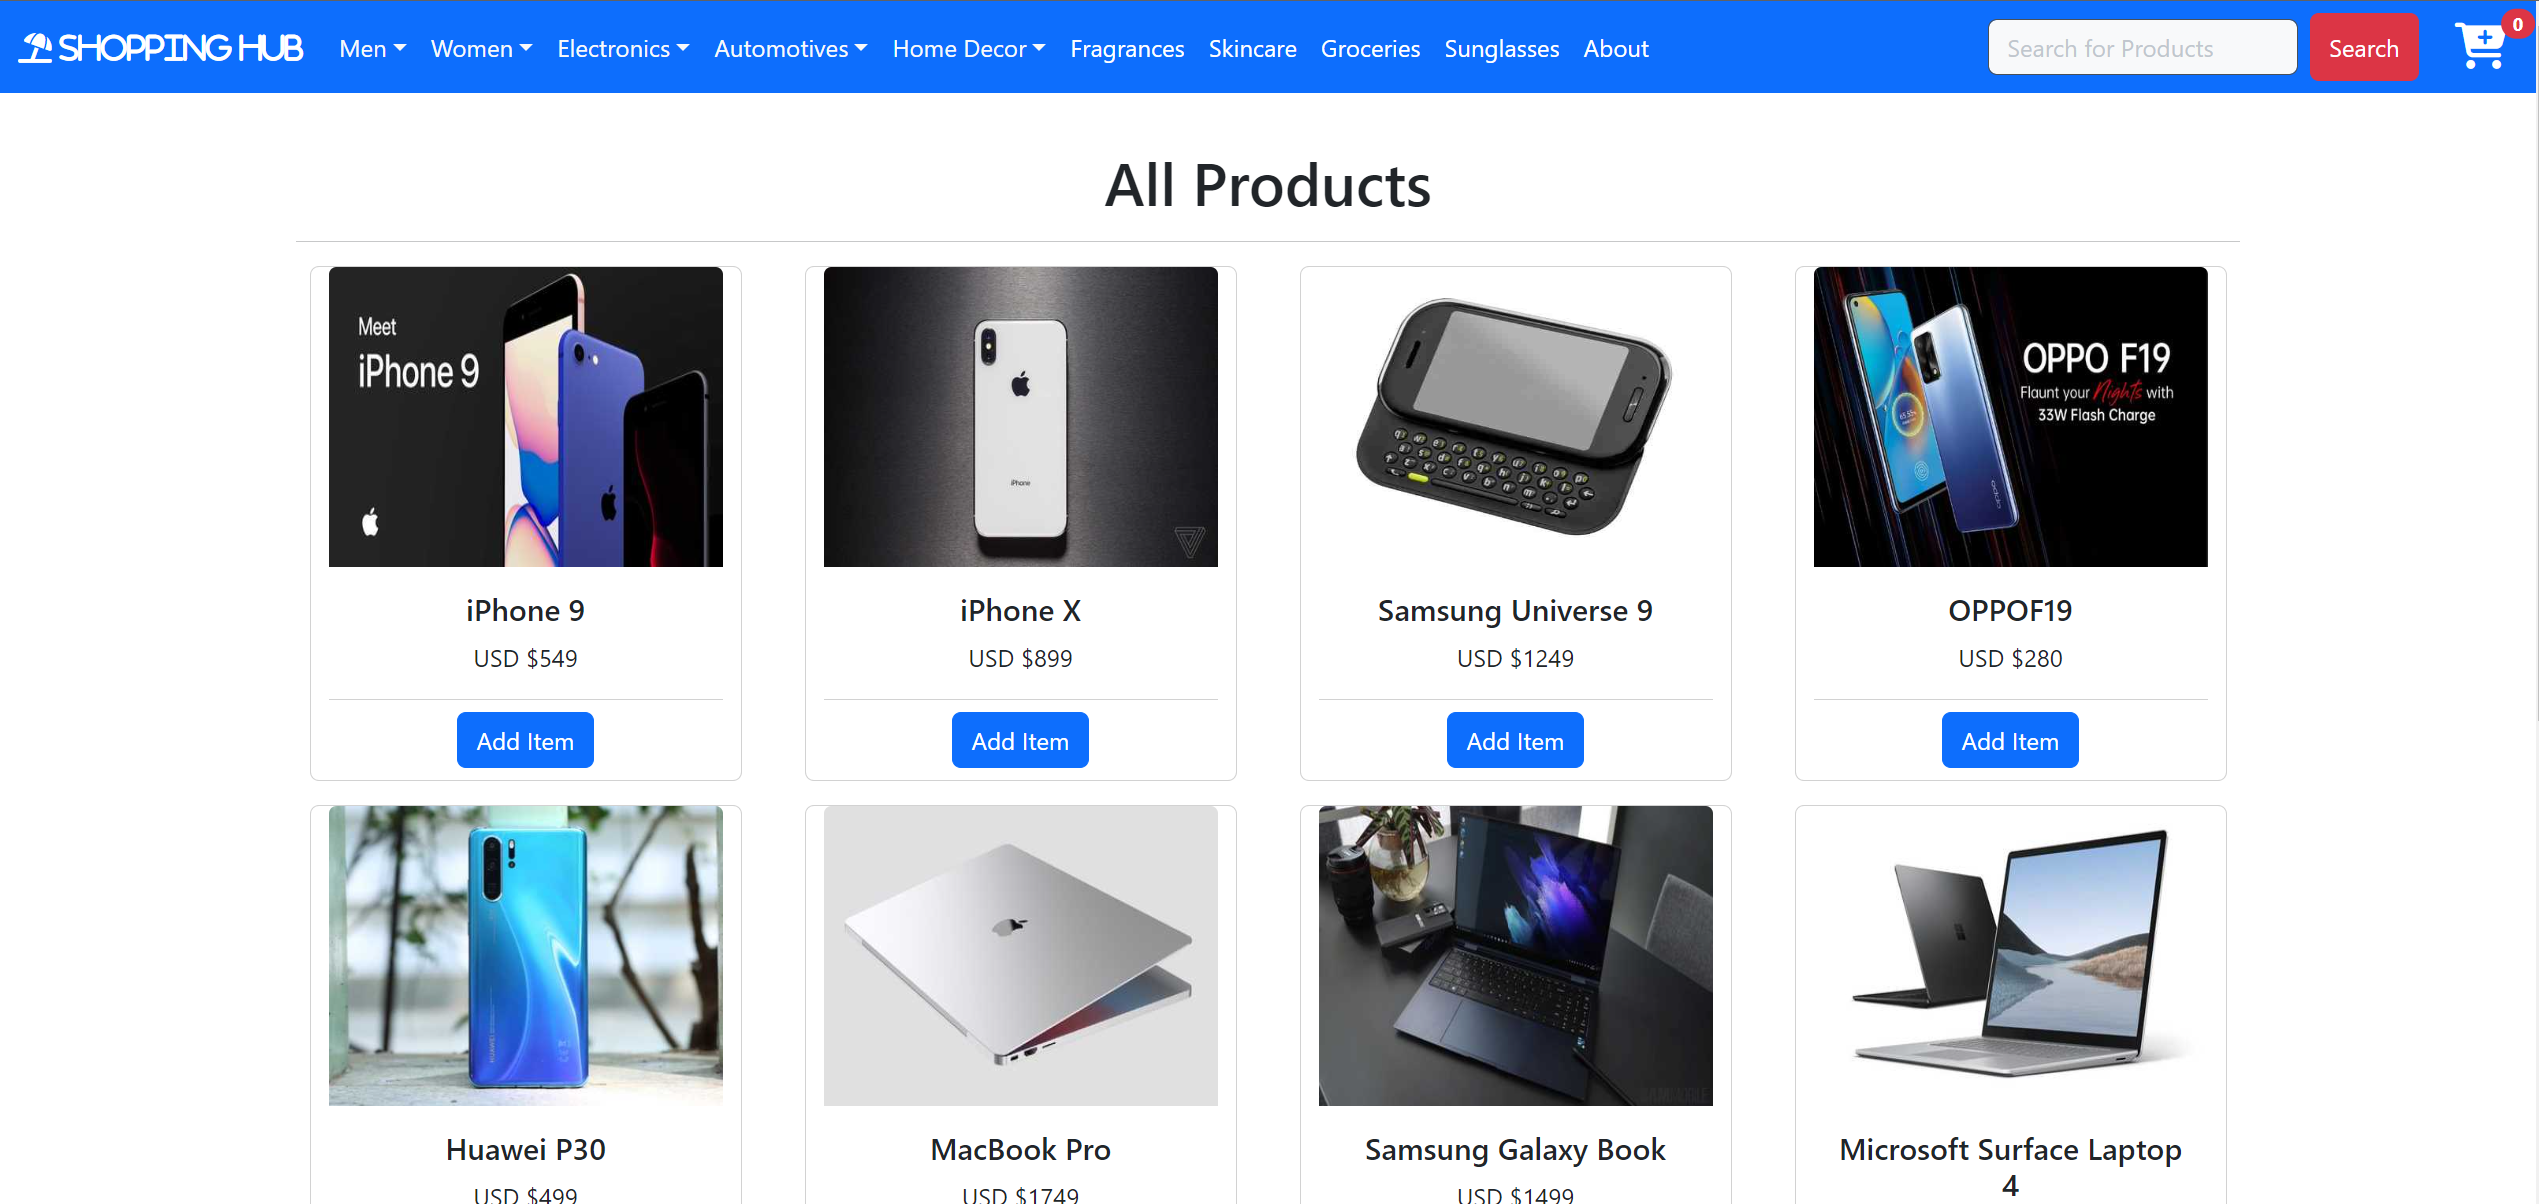 SHOPPING HUB Men Women Electronics Automotives Home Decor Fragrances Skincare Groceries Sunglasses About Search for Products Search 0
All Products
Meet
iPhone 9
iPhone
OPPO F19
Flaunt your Nights with
33W Flash Charge
oppo
iPhone 9 iPhone X Samsung Universe 9 OPPOF19
USD $549 USD $899 USD $1249 USD $280
Add Item Add Item Add Item Add Item
HUAWEI
Huawei P30 MacBook Pro Samsung Galaxy Book Microsoft Surface Laptop
4
USD $499 USD $1749 USD $1499